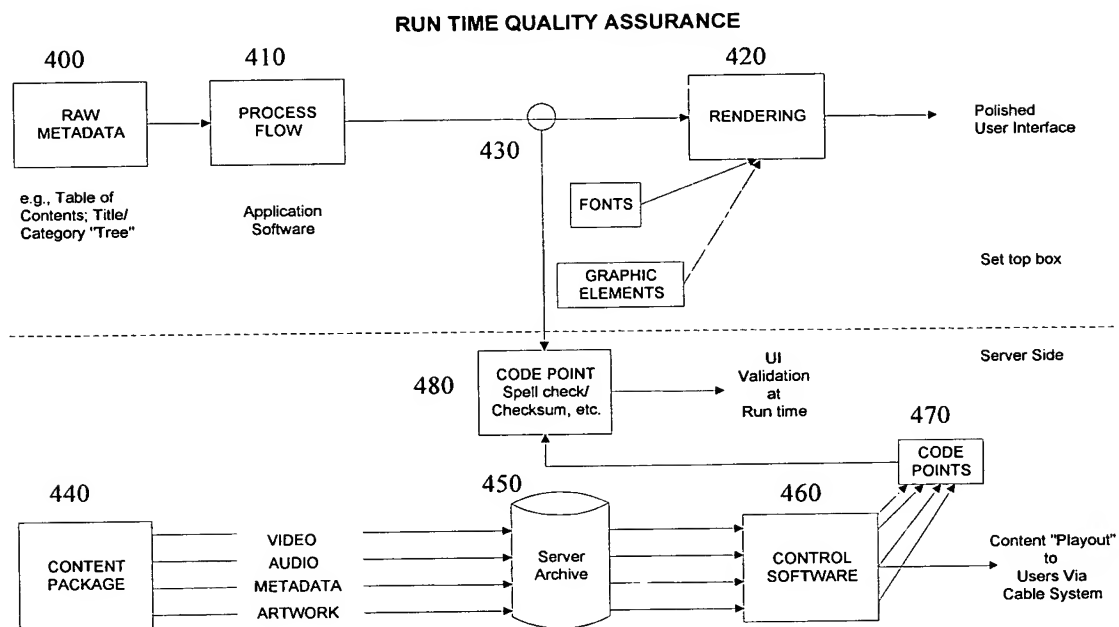 RUN TIME QUALITY ASSURANCE
400
410
420
RAW
METADATA
PROCESS
FLOW
RENDERING
Polished
User Interface
430
e.g., Table of
Contents; Title/
Category "Tree"
Application
Software
FONTS
GRAPHIC
ELEMENTS
Set top box
Server Side
480
CODE POINT
Spell check/
Checksum, etc.
UI
Validation
at
Run time
470
CODE
POINTS
440
450
460
CONTENT
PACKAGE
VIDEO
AUDIO
METADATA
ARTWORK
Server
Archive
CONTROL
SOFTWARE
Content "Playout"
to
Users Via
Cable System